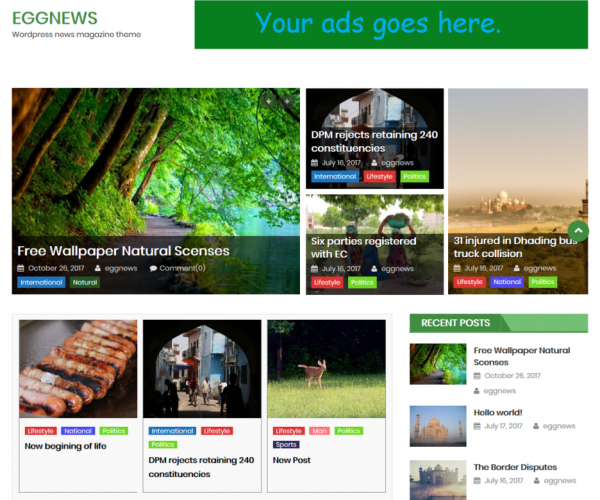 EGGNEWS
Wordpress news magazine theme
Your ads goes here.
Free Wallpaper Natural Scenses
October 26, 2017 eggnews Comment(0)
International Natural
DPM rejects retaining 240
constituencies
July 16, 2017 eggnews
International Lifestyle Politics
Six parties registered
with EC
July 16, 2017 eggnews
Lifestyle Politics
31 injured in Dhading bus
truck collision
July 16, 2017 eggnews
Lifestyle National Politics
Lifestyle National Politics
New begining of life
International Lifestyle
Politics
DPM rejects retaining 240
constituencies
Lifestyle Man Politics
Sports
New Post
RECENT POSTS
Free Wallpaper Natural
Scenses
October 26, 2017
eggnews
Hello world!
July 17, 2017 eggnews
The Border Disputes
July 16, 2017 eggnews